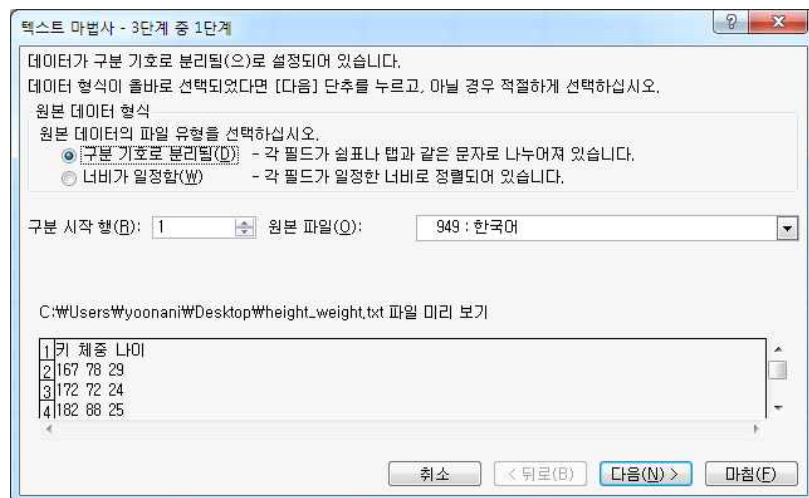 텍스트 마법사 - 3단계 중 1단계
데이터가 구분 기호로 분리됨(으)로 설정되어 있습니다.
데이터 형식이 올바로 선택되었다면 [다음] 단추를 누르고, 아닐 경우 적절하게 선택하십시오.
원본 데이터 형식
원본 데이터의 파일 유형을 선택하십시오.
구분 기호로 분리됨(D) - 각 필드가 쉼표나 탭과 같은 문자로 나누어져 있습니다.
너비가 일정함(W) - 각 필드가 일정한 너비로 정렬되어 있습니다.
구분 시작 행(R): 1 원본 파일(O): 949 : 한국어
C:₩Users₩yoonani₩Desktop₩height_weight.txt 파일 미리 보기
1 키 체중 나이
2 167 78 29
3 172 72 24
4 182 88 25
취소 < 뒤로(B) 다음(N) > 마침(F)